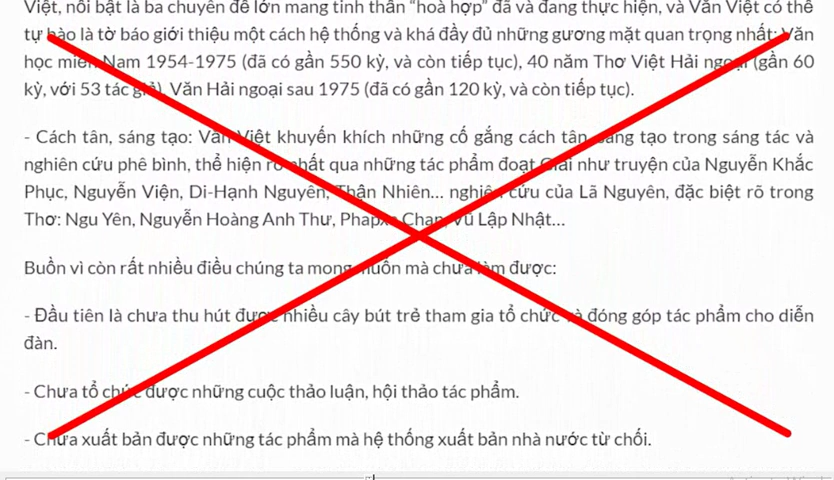 Việt, nổi bật là ba chuyên đề lớn mang tinh thần “hoà hợp” đã và đang thực hiện, và Văn Việt có thể
tự hào là tờ báo giới thiệu một cách hệ thống và khá đầy đủ những gương mặt quan trọng nhất: Văn
học miền Nam 1954-1975 (đã có gần 550 kỳ, và còn tiếp tục), 40 năm Thơ Việt Hải ngoại (gần 60
kỳ, với 53 tác giả), Văn Hải ngoại sau 1975 (đã có gần 120 kỳ, và còn tiếp tục).
- Cách tân, sáng tạo: Văn Việt khuyến khích những cố gắng cách tân, sáng tạo trong sáng tác và
nghiên cứu phê bình, thể hiện rõ nhất qua những tác phẩm đoạt Giải như truyện của Nguyễn Khắc
Phục, Nguyễn Viện, Di-Hạnh Nguyên, Thận Nhiên... nghiên cứu của Lã Nguyên, đặc biệt rõ trong
Thơ: Ngu Yên, Nguyễn Hoàng Anh Thư, Chan, Vũ Lập Nhật...
Buồn vì còn rất nhiều điều chúng ta mong muốn mà chưa làm được:
- Đầu tiên là chưa thu hút được nhiều cây bút trẻ tham gia tổ chức và đóng góp tác phẩm cho diễn
đàn.
- Chưa tổ chức được những cuộc thảo luận, hội thảo tác phẩm.
- Chưa xuất bản được những tác phẩm mà hệ thống xuất bản nhà nước từ chối.